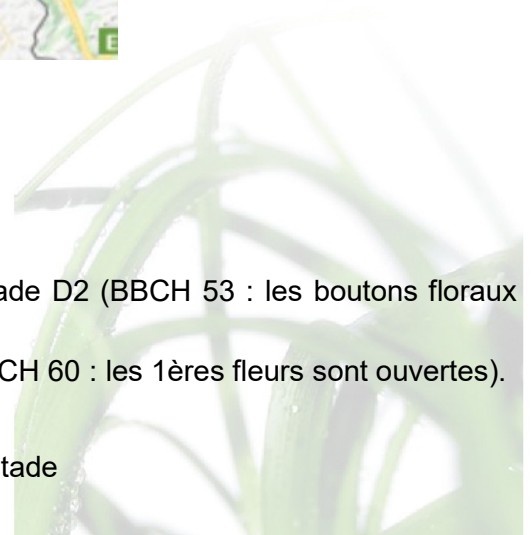 E
ade D2 (BBCH 53 : les boutons floraux
CH 60 : les 1ères fleurs sont ouvertes).
tade